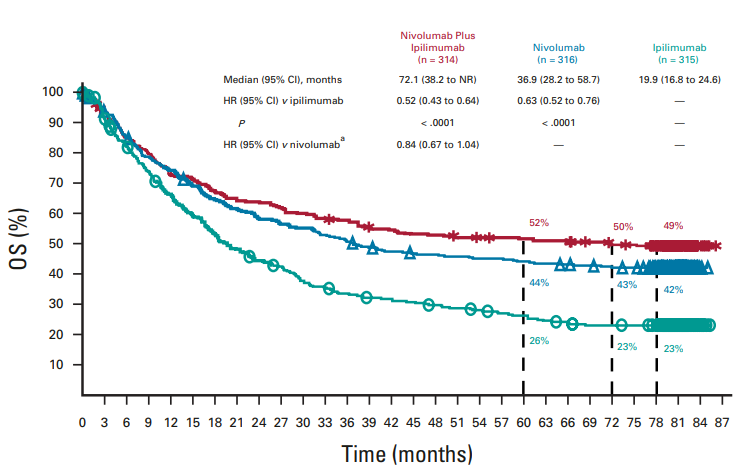 Nivolumab Plus
Ipilimumab
(n = 314)
Nivolumab
(n = 316)
Ipilimumab
(n = 315)
Median (95% CI), months 72.1 (38.2 to NR) 36.9 (28.2 to 58.7) 19.9 (16.8 to 24.6)
HR (95% CI) v ipilimumab 0.52 (0.43 to 0.64) 0.63 (0.52 to 0.76) —
P < .0001 < .0001 —
HR (95% CI) v nivolumabᵃ 0.84 (0.67 to 1.04) — —
OS (%)
100
90
80
70
60
50
40
30
20
10
52%
50%
49%
44%
43%
42%
26%
23%
23%
0 3 6 9 12 15 18 21 24 27 30 33 36 39 42 45 48 51 54 57 60 63 66 69 72 75 78 81 84 87
Time (months)